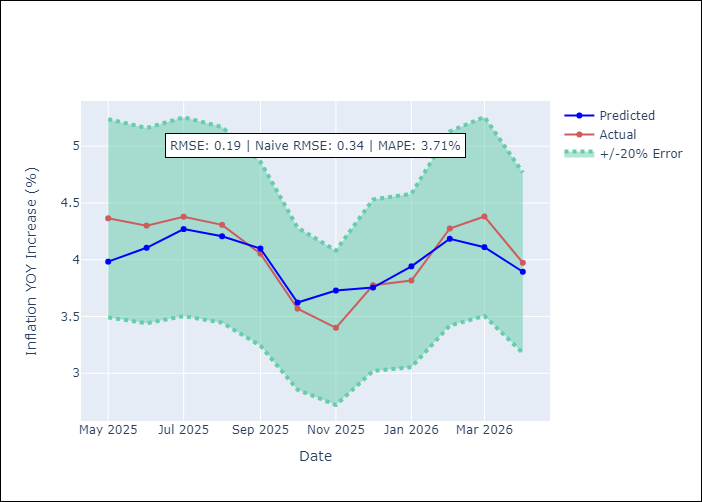 Predicted
Actual
+/-20% Error
RMSE: 0.19 | Naive RMSE: 0.34 | MAPE: 3.71%
Inflation YOY Increase (%)
5
4.5
4
3.5
3
May 2025
Jul 2025
Sep 2025
Nov 2025
Jan 2026
Mar 2026
Date